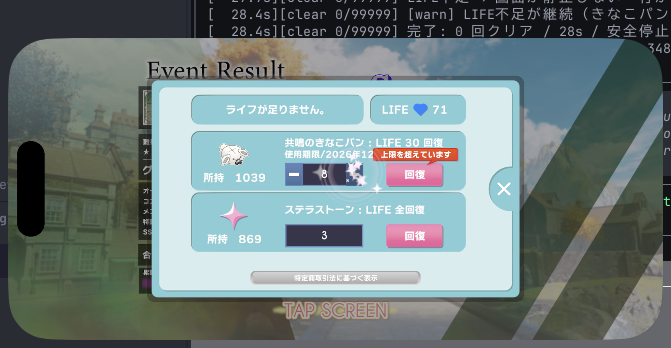 [ 28.4s][clear 0/99999] [warn] LIFE不足が継続（きなこパン
[ 28.4s][clear 0/99999] 完了: 0 回クリア / 28s / 安全停止
348
Event Result
ライフが足りません。
LIFE 71
共鳴のきなこパン：LIFE 30 回復
使用期限/2026年12
上限を超えています
所持 1039
8
回復
ステラストーン：LIFE 全回復
所持 869
3
回復
特定商取引法に基づく表示
TAP SCREEN